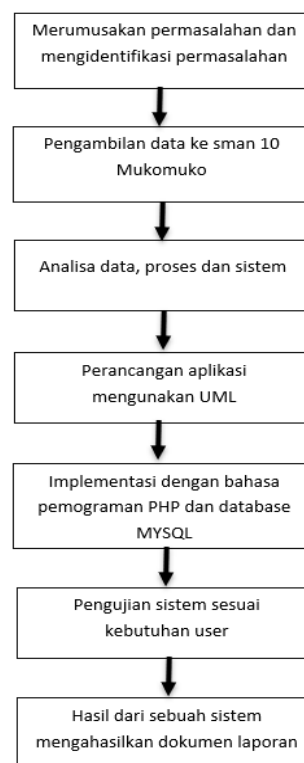 Merumusakan permasalahan dan
mengidentifikasi permasalahan
Pengambilan data ke sman 10
Mukomuko
Analisa data, proses dan sistem
Perancangan aplikasi
mengunakan UML
Implementasi dengan bahasa
pemograman PHP dan database
MYSQL
Pengujian sistem sesuai
kebutuhan user
Hasil dari sebuah sistem
mengahasilkan dokumen laporan